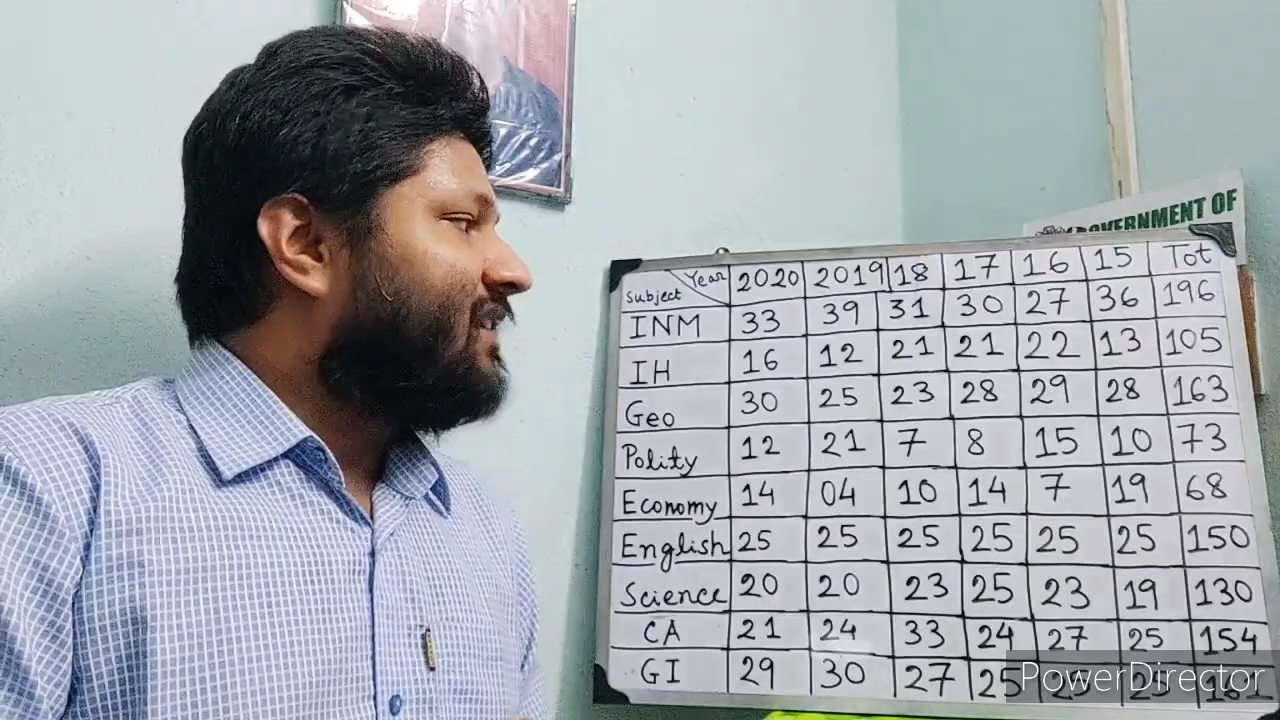 GOVERNMENT OF
Subject Year 2020 2019 18 17 16 15 Tot
INM 33 39 31 30 27 36 196
IH 16 12 21 21 22 13 105
Geo 30 25 23 28 29 28 163
Polity 12 21 7 8 15 10 73
Economy 14 04 10 14 7 19 68
English 25 25 25 25 25 25 150
Science 20 20 23 25 23 19 130
CA 21 24 33 24 27 25 154
GI 29 30 27 25
PowerDirector